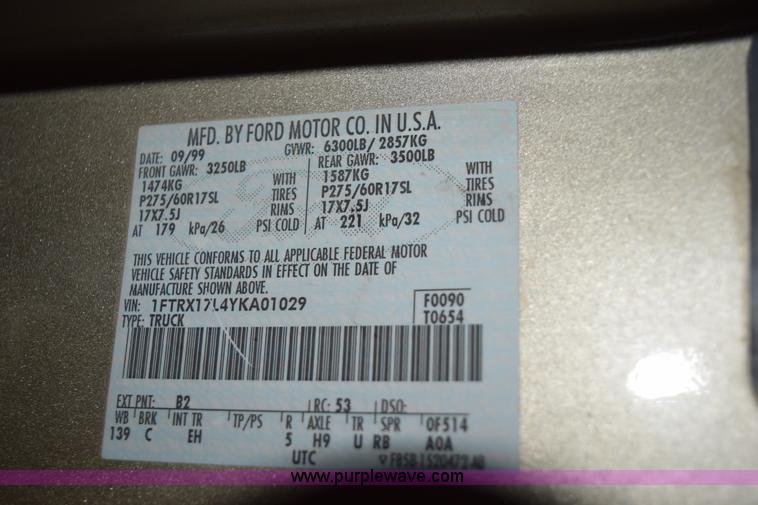 MFD. BY FORD MOTOR CO. IN U.S.A.
DATE: 09/99 GVWR: 6300LB/ 2857KG
FRONT GAWR: 3250LB REAR GAWR: 3500LB
1474KG WITH 1587KG WITH
P275/60R17SL TIRES P275/60R17SL TIRES
17X7.5J RIMS 17X7.5J RIMS
AT 179 kPa/26 PSI COLD AT 221 kPa/32 PSI COLD
THIS VEHICLE CONFORMS TO ALL APPLICABLE FEDERAL MOTOR
VEHICLE SAFETY STANDARDS IN EFFECT ON THE DATE OF
MANUFACTURE SHOWN ABOVE.
VIN: 1FTRX17L4YKA01029 F0090
TYPE: TRUCK T0654
EXT PNT: B2 RC: 53 DSO:
WB BRK INT TR TP/PS R AXLE TR SPR OF514
139 C EH 5 H9 U RB A0A
UTC
www.purplewave.com